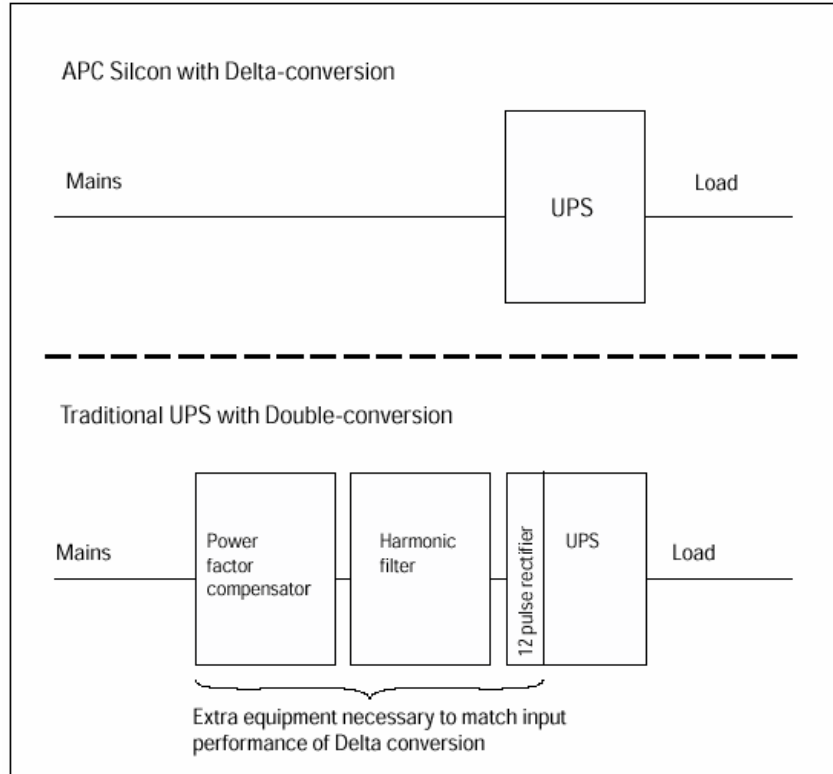 APC Silcon with Delta-conversion
Mains
Load
UPS
Traditional UPS with Double-conversion
Mains
Power
factor
compensator
Harmonic
filter
12 pulse rectifier
UPS
Load
Extra equipment necessary to match input
performance of Delta conversion